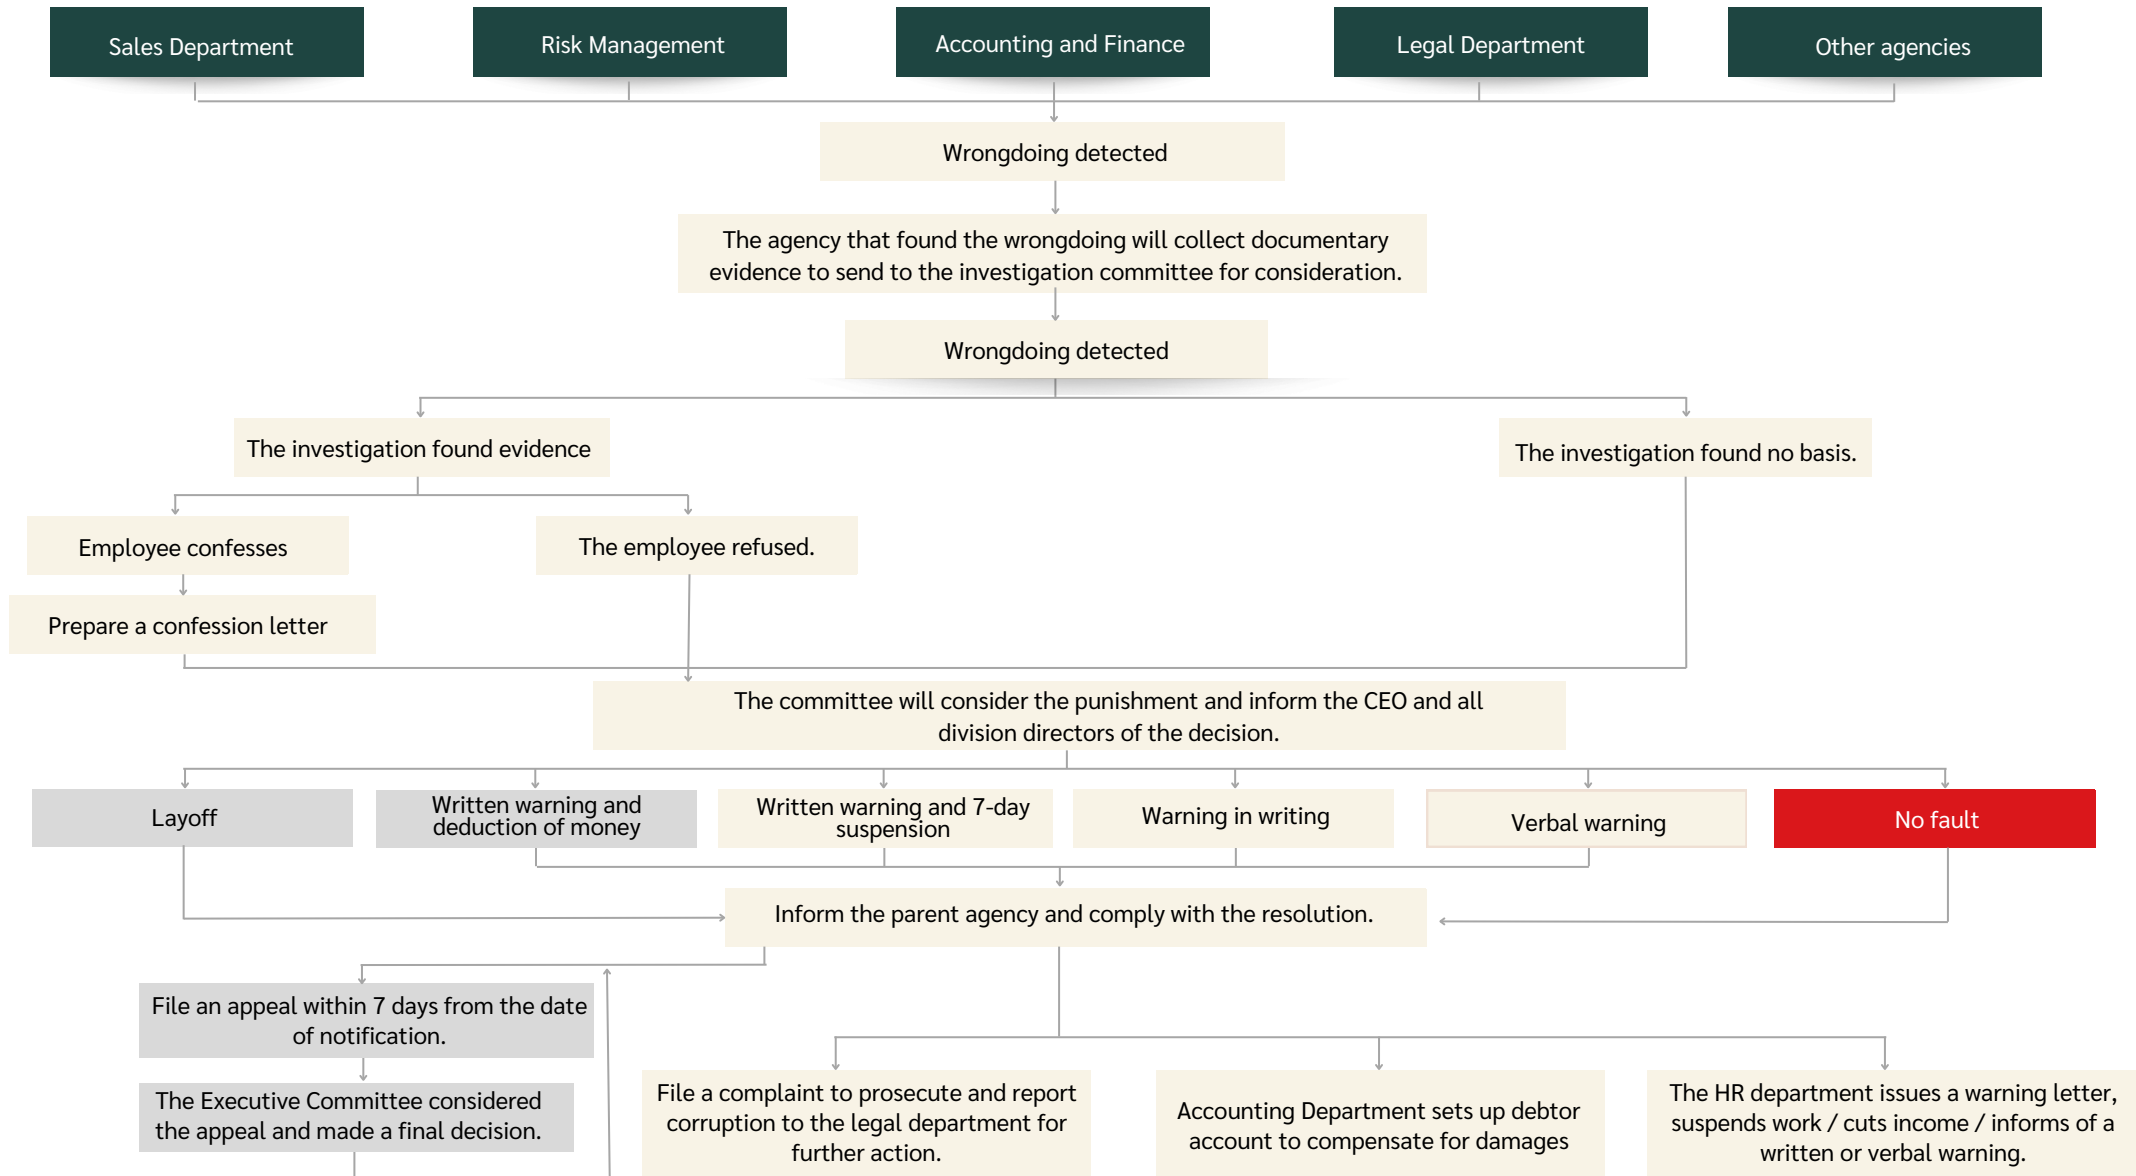 Sales Department
Risk Management
Accounting and Finance
Legal Department
Other agencies
Wrongdoing detected
The agency that found the wrongdoing will collect documentary
evidence to send to the investigation committee for consideration.
Wrongdoing detected
The investigation found evidence
The investigation found no basis.
Employee confesses
The employee refused.
Prepare a confession letter
The committee will consider the punishment and inform the CEO and all
division directors of the decision.
Layoff
Written warning and
deduction of money
Written warning and 7-day
suspension
Warning in writing
Verbal warning
No fault
Inform the parent agency and comply with the resolution.
File an appeal within 7 days from the date
of notification.
The Executive Committee considered
the appeal and made a final decision.
File a complaint to prosecute and report
corruption to the legal department for
further action.
Accounting Department sets up debtor
account to compensate for damages
The HR department issues a warning letter,
suspends work / cuts income / informs of a
written or verbal warning.